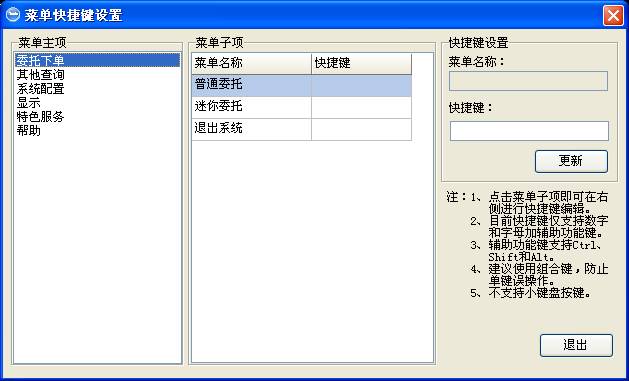 菜单快捷键设置
菜单主项
委托下单
其他查询
系统配置
显示
特色服务
帮助
菜单子项
菜单名称 快捷键
普通委托
迷你委托
退出系统
快捷键设置
菜单名称：
快捷键：
更新
注：1、点击菜单子项即可在右
侧进行快捷键编辑。
2、目前快捷键仅支持数字
和字母加辅助功能键。
3、辅助功能键支持Ctrl、
Shift和Alt。
4、建议使用组合键，防止
单键误操作。
5、不支持小键盘按键。
退出